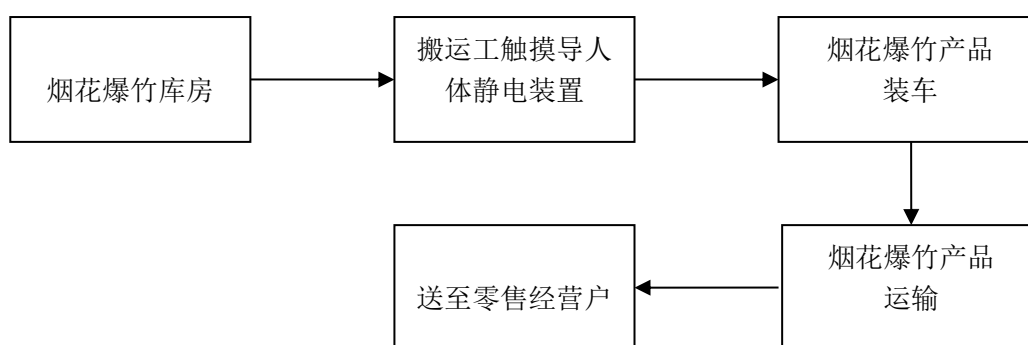 烟花爆竹库房
搬运工触摸导人
体静电装置
烟花爆竹产品
装车
烟花爆竹产品
运输
送至零售经营户